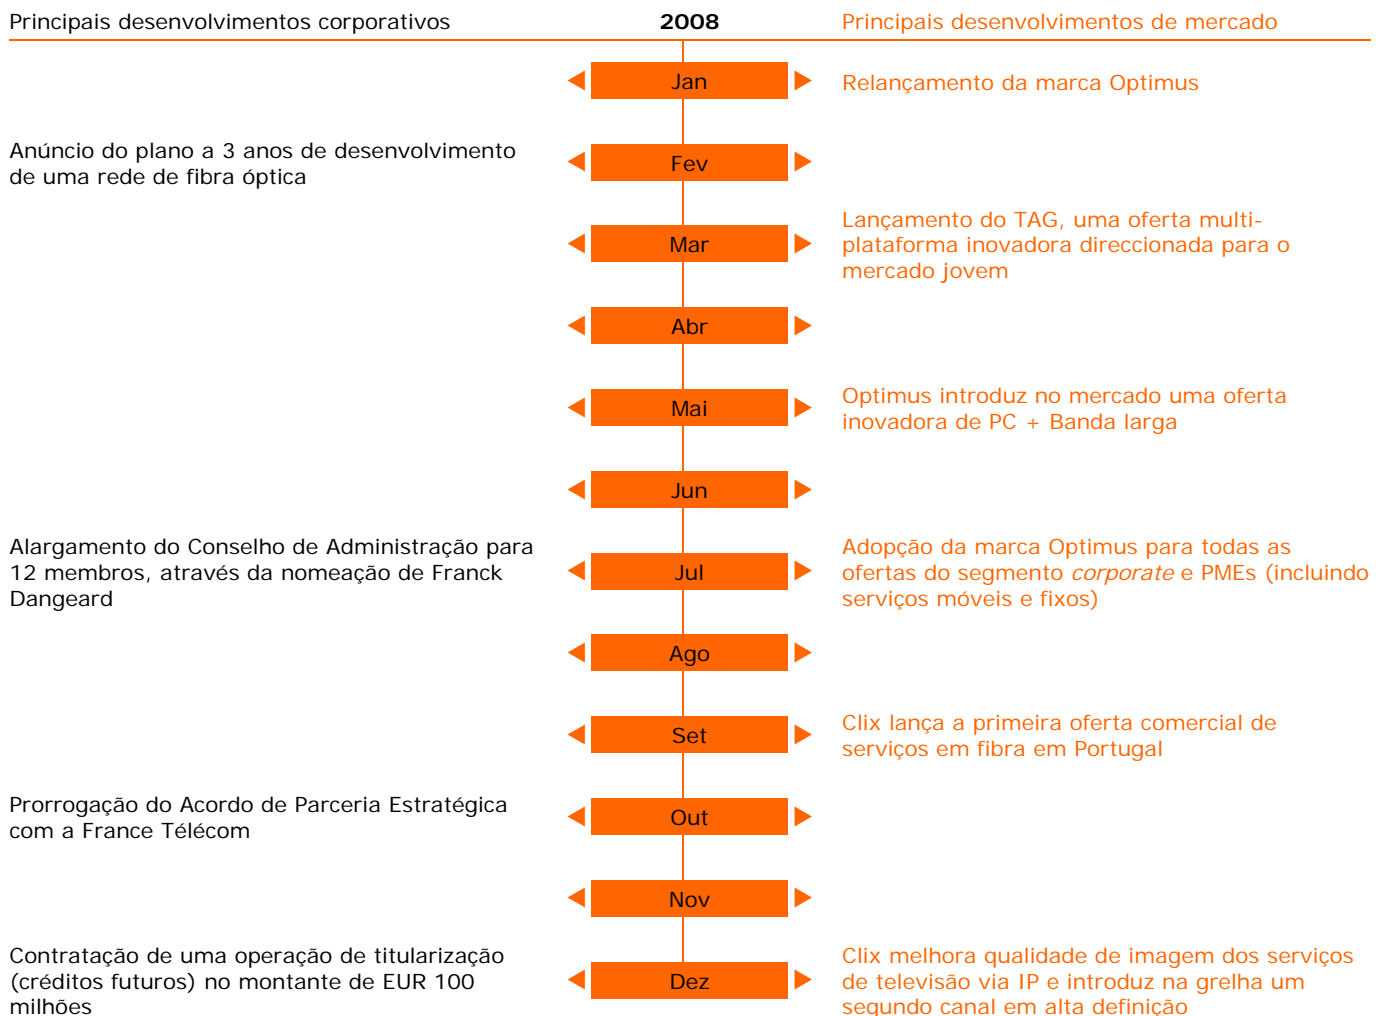 Principais desenvolvimentos corporativos
2008
Principais desenvolvimentos de mercado
Jan
Relançamento da marca Optimus
Anúncio do plano a 3 anos de desenvolvimento
de uma rede de fibra óptica
Fev
Mar
Lançamento do TAG, uma oferta multi-
plataforma inovadora direccionada para o
mercado jovem
Abr
Mai
Optimus introduz no mercado uma oferta
inovadora de PC + Banda larga
Jun
Alargamento do Conselho de Administração para
12 membros, através da nomeação de Franck
Dangeard
Jul
Adopção da marca Optimus para todas as
ofertas do segmento corporate e PMEs (incluindo
serviços móveis e fixos)
Ago
Set
Clix lança a primeira oferta comercial de
serviços em fibra em Portugal
Prorrogação do Acordo de Parceria Estratégica
com a France Télécom
Out
Nov
Contratação de uma operação de titularização
(créditos futuros) no montante de EUR 100
milhões
Dez
Clix melhora qualidade de imagem dos serviços
de televisão via IP e introduz na grelha um
segundo canal em alta definição